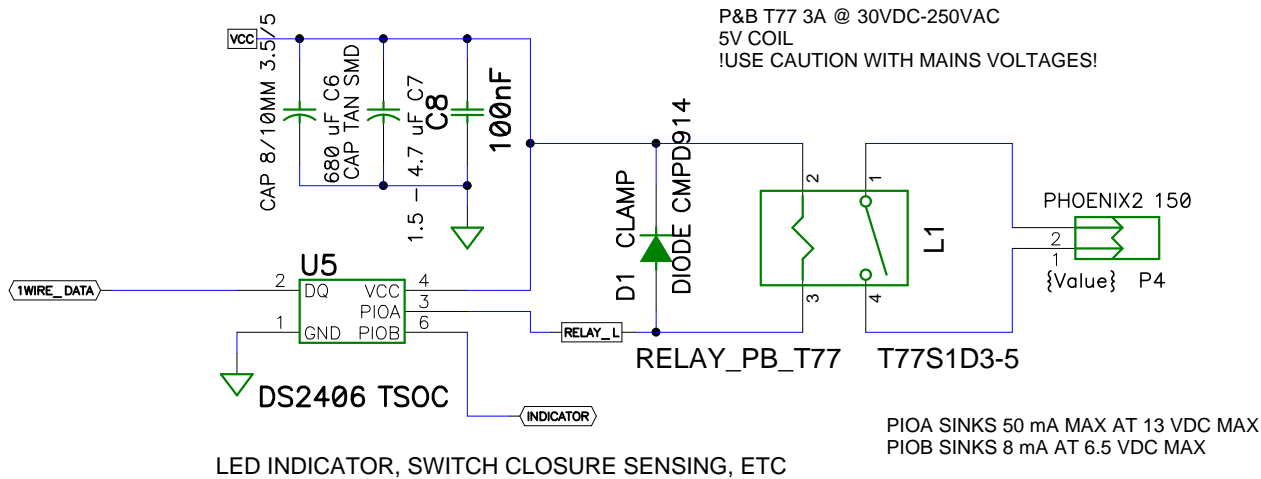 P&B T77 3A @ 30VDC-250VAC
5V COIL
!USE CAUTION WITH MAINS VOLTAGES!
VCC
CAP 8/10MM 3.5/5
680 uF C6
CAP TAN SMD
1.5 – 4.7 uF C7
C8
100nF
D1 CLAMP
DIODE CMPD914
2
1
3
4
L1
PHOENIX2 150
2
1
{Value} P4
U5
1WIRE_DATA
2
DQ
VCC
4
PIOA
3
1
GND
PIOB
6
RELAY_L
DS2406 TSOC
INDICATOR
RELAY_PB_T77
T77S1D3-5
PIOA SINKS 50 mA MAX AT 13 VDC MAX
PIOB SINKS 8 mA AT 6.5 VDC MAX
LED INDICATOR, SWITCH CLOSURE SENSING, ETC